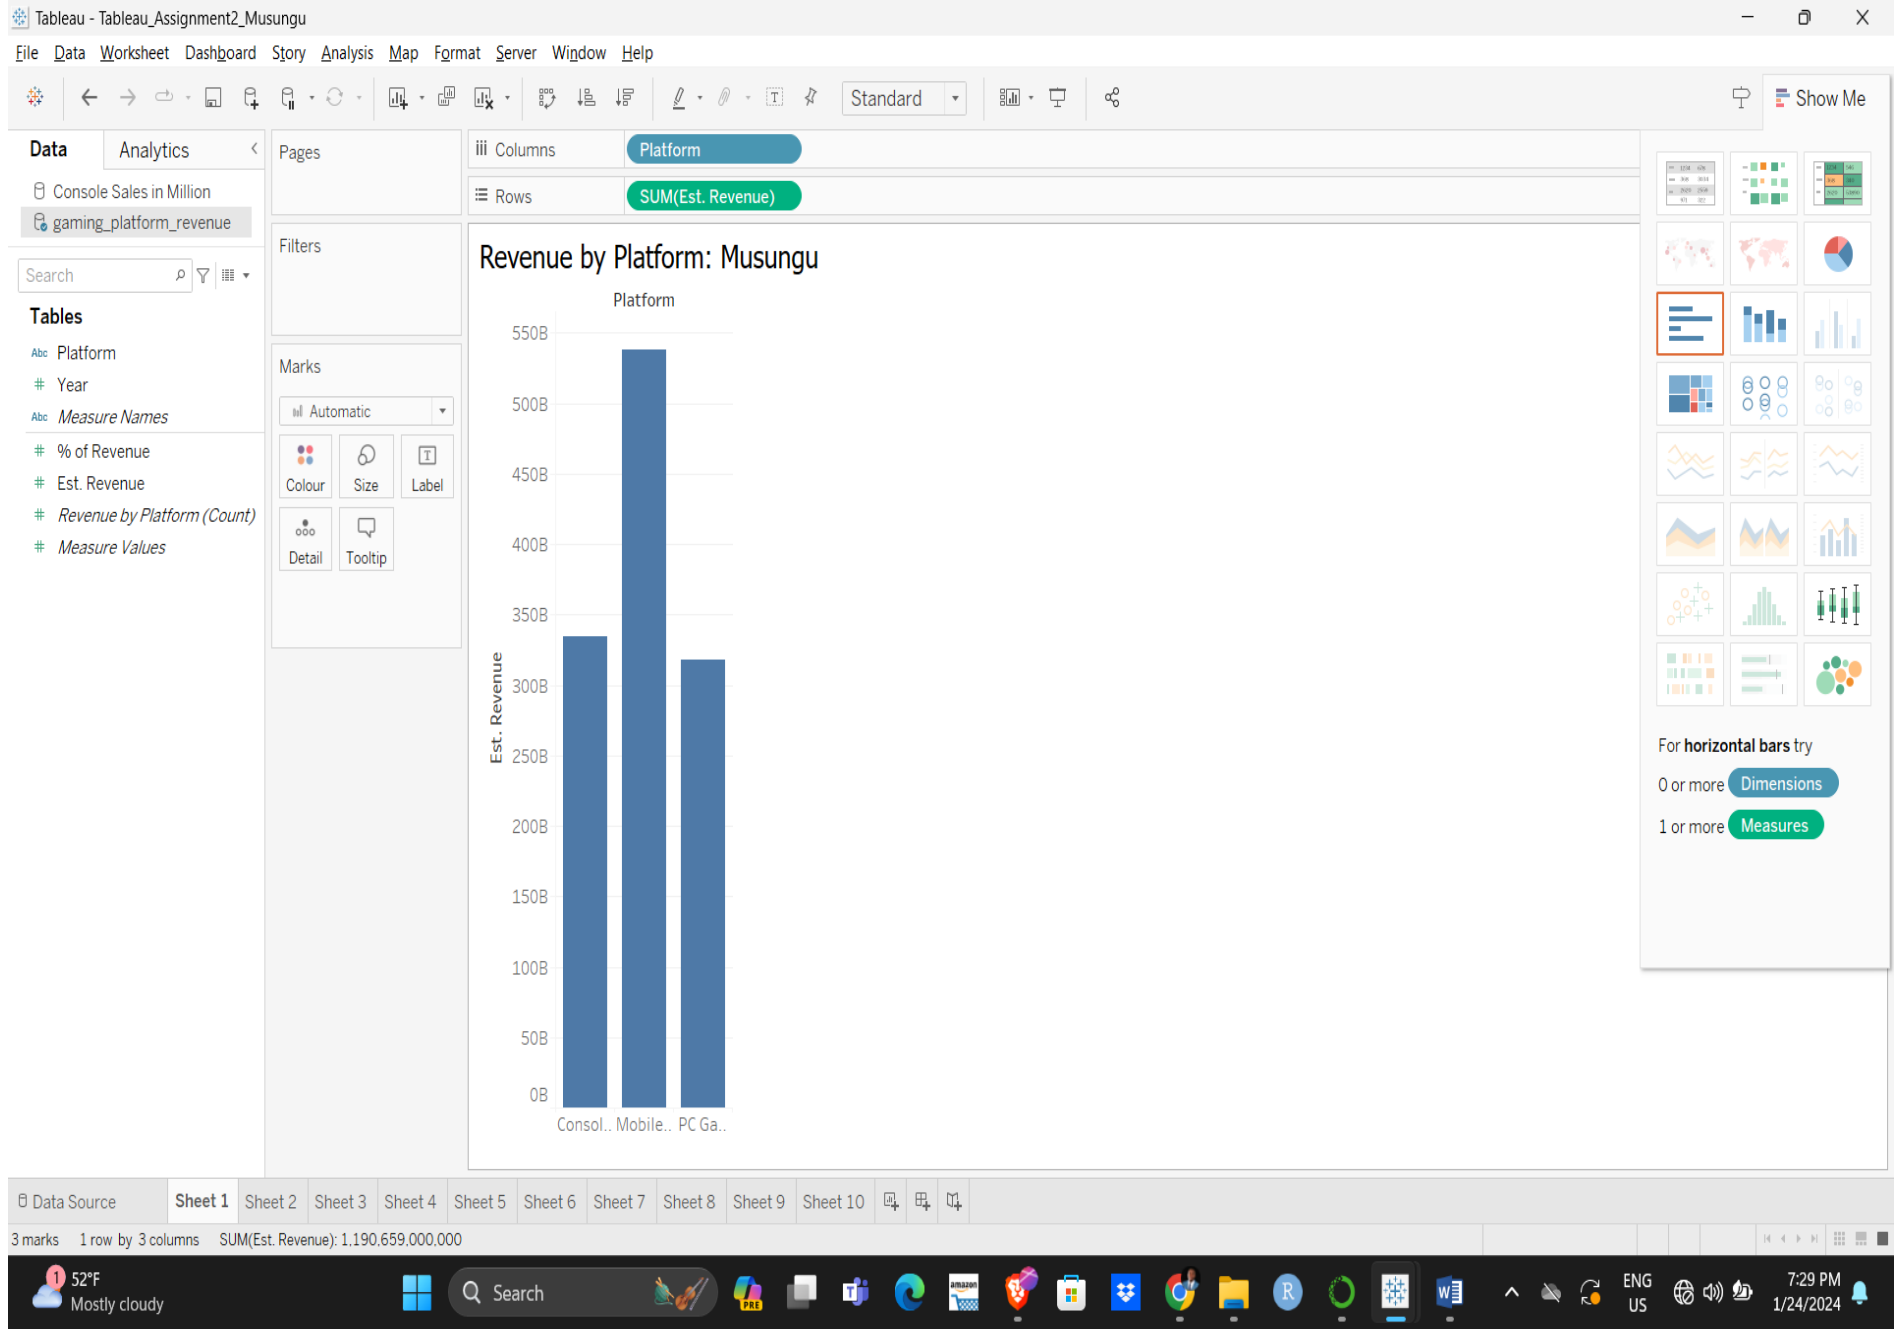 Tableau - Tableau_Assignment2_Musungu
File Data Worksheet Dashboard Story Analysis Map Format Server Window Help
Standard
Show Me
Data Analytics
Console Sales in Million
gaming_platform_revenue
Search
Tables
Abc Platform
# Year
Abc Measure Names
# % of Revenue
# Est. Revenue
# Revenue by Platform (Count)
# Measure Values
Pages
Filters
Marks
Automatic
Colour Size Label
Detail Tooltip
Columns Platform
Rows SUM(Est. Revenue)
Revenue by Platform: Musungu
Platform
550B
500B
450B
400B
350B
300B
250B
200B
150B
100B
50B
0B
Est. Revenue
Consol.. Mobile.. PC Ga..
For horizontal bars try
0 or more Dimensions
1 or more Measures
Data Source Sheet 1 Sheet 2 Sheet 3 Sheet 4 Sheet 5 Sheet 6 Sheet 7 Sheet 8 Sheet 9 Sheet 10
3 marks 1 row by 3 columns SUM(Est. Revenue): 1,190,659,000,000
1 52°F
Mostly cloudy
Search
PRE
amazon
R
ENG
US
7:29 PM
1/24/2024